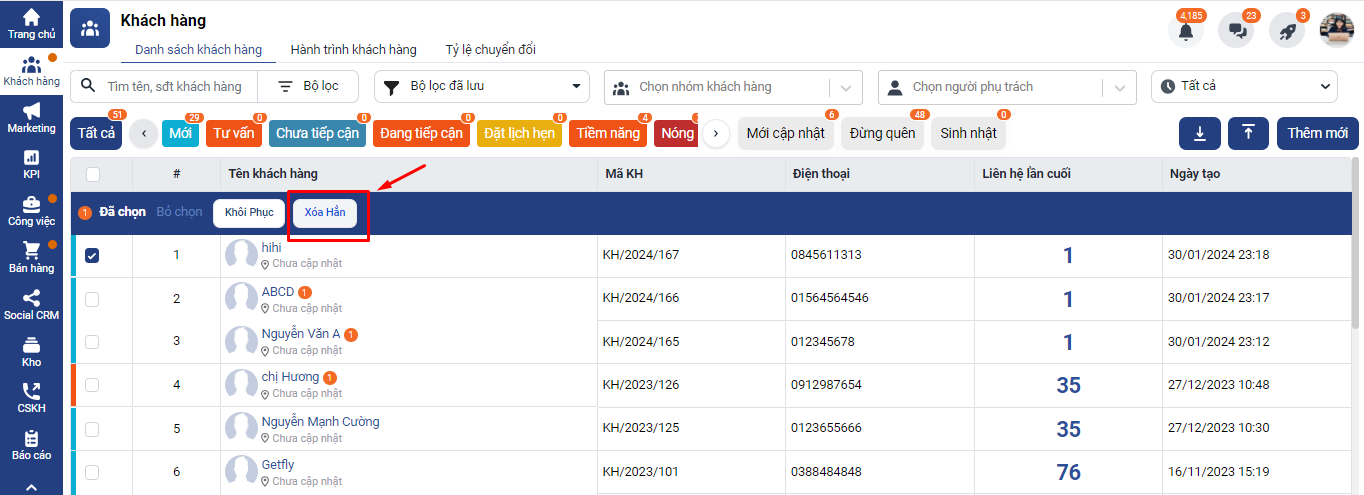 Trang chủ
Khách hàng
Marketing
KPI
Công việc
Bán hàng
Social CRM
Kho
CSKH
Báo cáo
Khách hàng
4,185
23
3
Danh sách khách hàng
Hành trình khách hàng
Tỷ lệ chuyển đổi
Tìm tên, sđt khách hàng
Bộ lọc
Bộ lọc đã lưu
Chọn nhóm khách hàng
Chọn người phụ trách
Tất cả
Tất cả 51
Mới 29
Tư vấn 0
Chưa tiếp cận 0
Đang tiếp cận 0
Đặt lịch hẹn 0
Tiềm năng 4
Nóng
Mới cập nhật 6
Đừng quên 48
Sinh nhật 0
Thêm mới
# Tên khách hàng Mã KH Điện thoại Liên hệ lần cuối Ngày tạo
1 Đã chọn Bỏ chọn Khôi Phục Xóa Hẳn
1 hihi KH/2024/167 0845611313 1 30/01/2024 23:18
Chưa cập nhật
2 ABCD 1 KH/2024/166 01564564546 1 30/01/2024 23:17
Chưa cập nhật
3 Nguyễn Văn A 1 KH/2024/165 012345678 1 30/01/2024 23:12
Chưa cập nhật
4 chị Hương 1 KH/2023/126 0912987654 35 27/12/2023 10:48
Chưa cập nhật
5 Nguyễn Mạnh Cường KH/2023/125 0123655666 35 27/12/2023 10:30
Chưa cập nhật
6 Getfly KH/2023/101 0388484848 76 16/11/2023 15:19
Chưa cập nhật